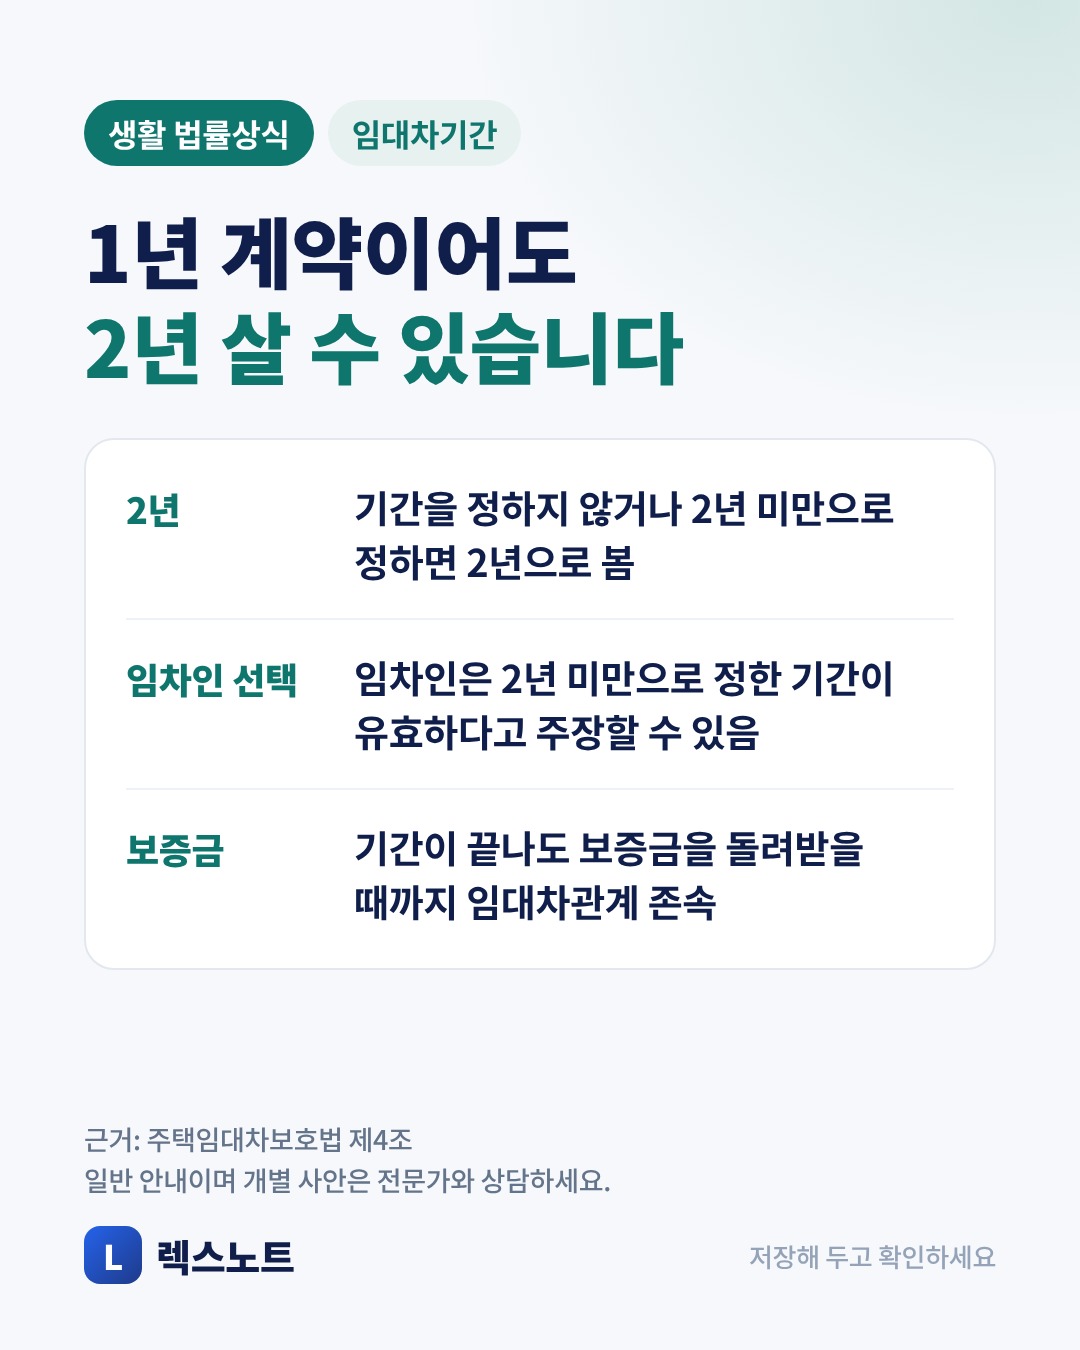 생활 법률상식
임대차기간
1년 계약이어도
2년 살 수 있습니다
2년
기간을 정하지 않거나 2년 미만으로
정하면 2년으로 봄
임차인 선택
임차인은 2년 미만으로 정한 기간이
유효하다고 주장할 수 있음
보증금
기간이 끝나도 보증금을 돌려받을
때까지 임대차관계 존속
근거: 주택임대차보호법 제4조
일반 안내이며 개별 사안은 전문가와 상담하세요.
L 렉스노트
저장해 두고 확인하세요